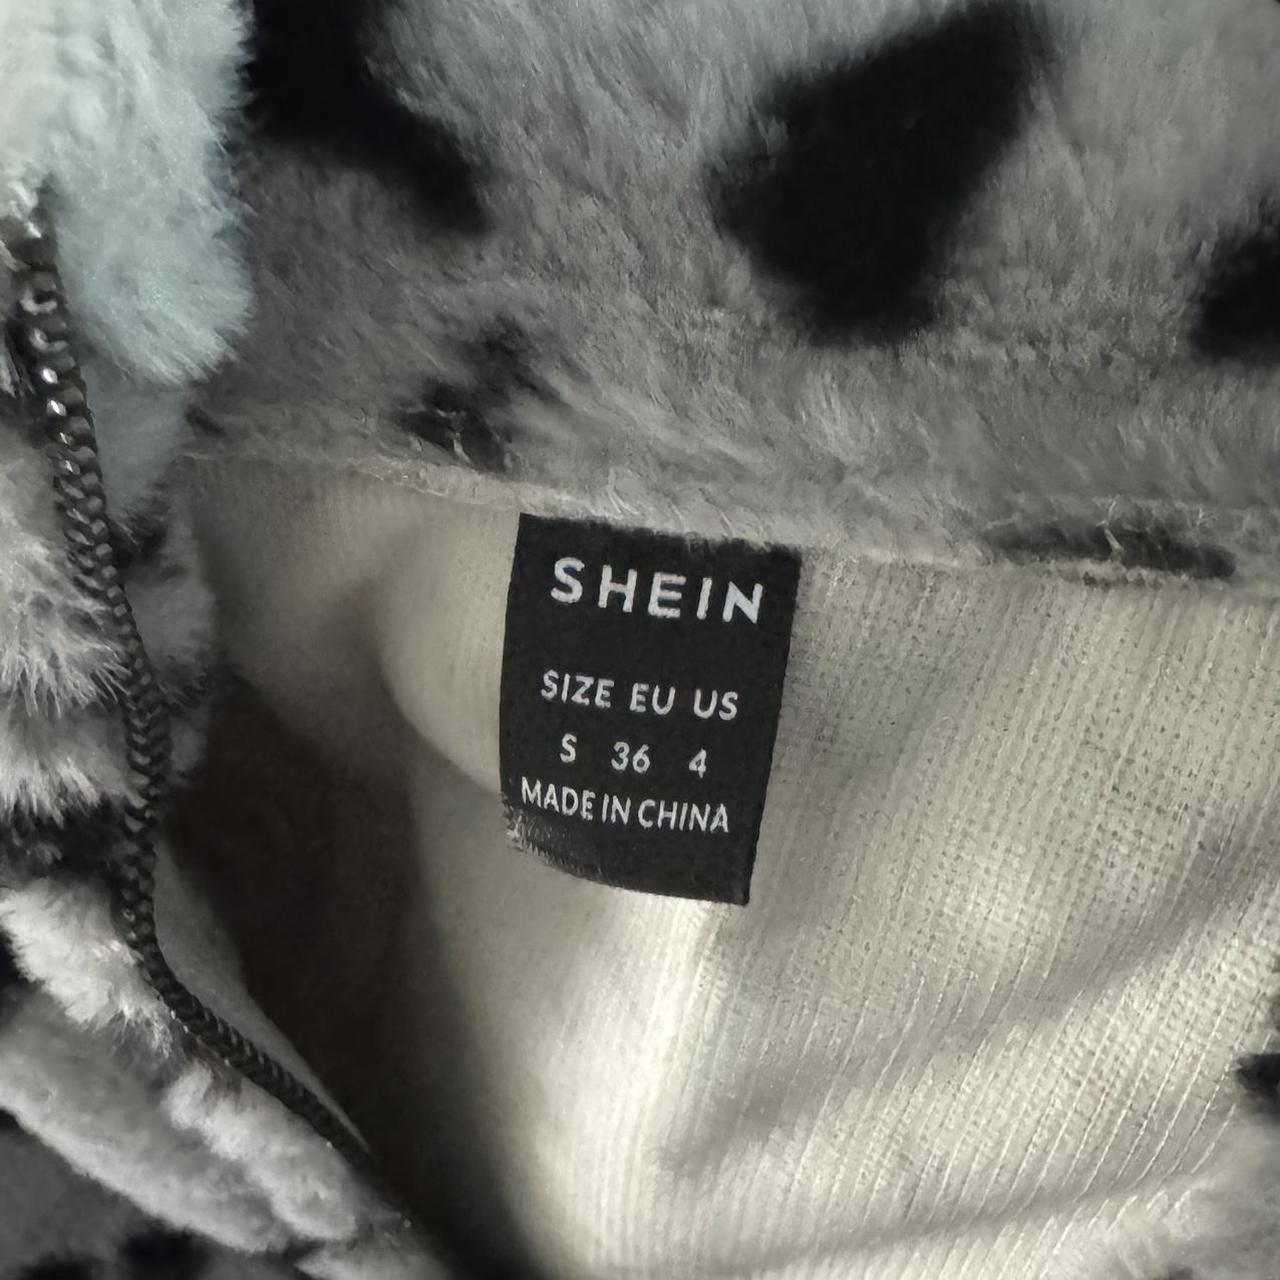 SHEIN
SIZE EU US
S 36 4
MADE IN CHINA